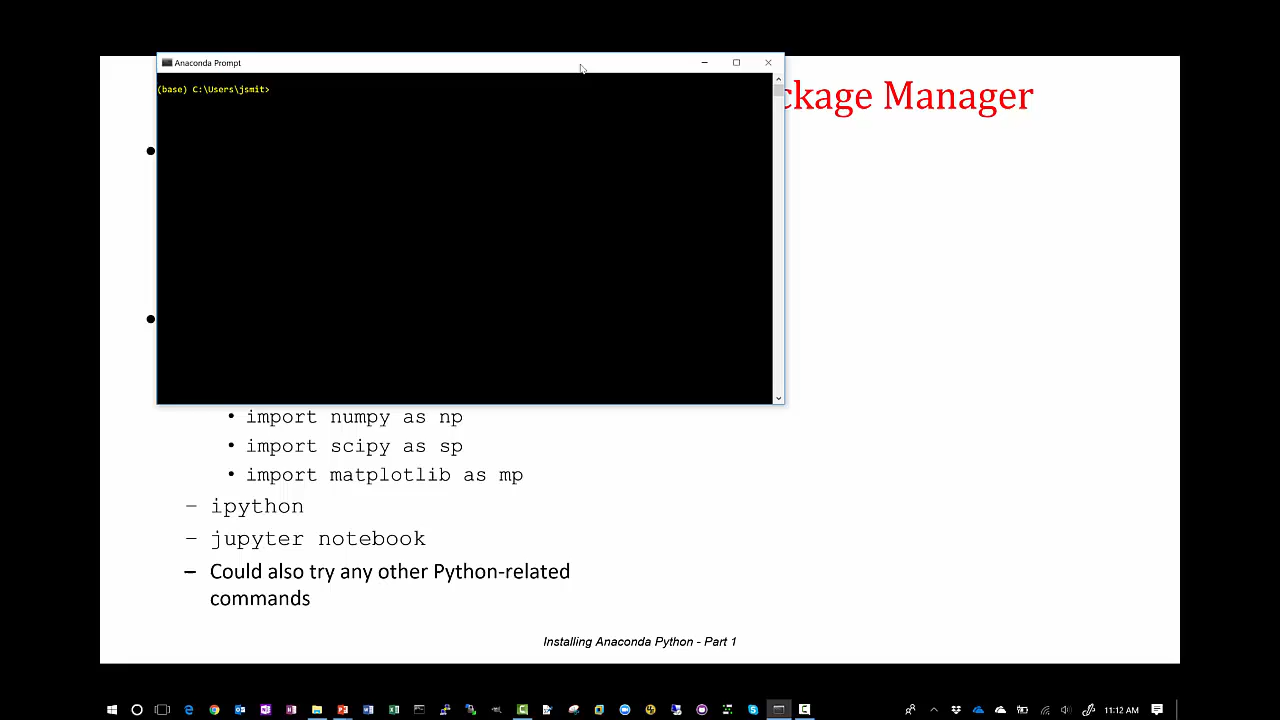 Anaconda Prompt
(base) C:\Users\jsmit>
ckage Manager
• import numpy as np
• import scipy as sp
• import matplotlib as mp
– ipython
– jupyter notebook
– Could also try any other Python-related
commands
Installing Anaconda Python - Part 1
11:12 AM